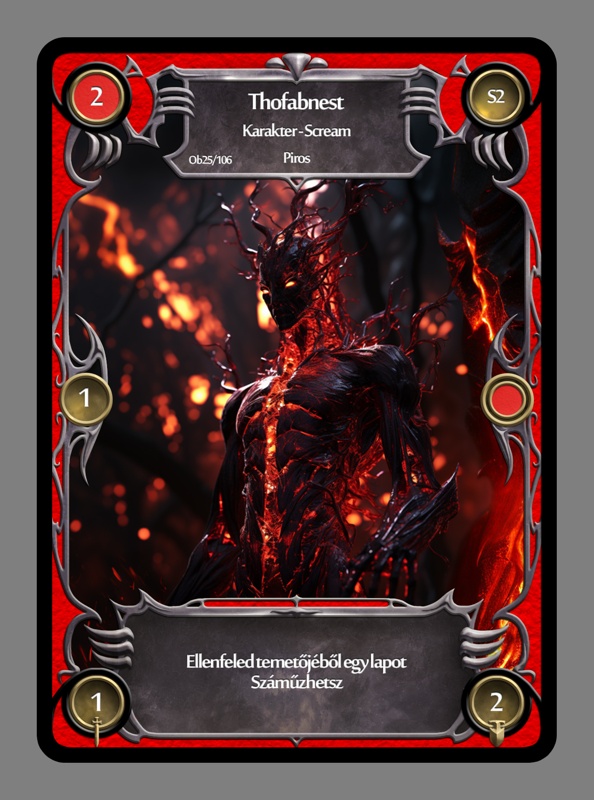 2
Thofabnest
S2
Karakter-Scream
Ob25/106
Piros
1
Ellenfeled temetőjéből egy lapot
Száműzhetsz
1
2